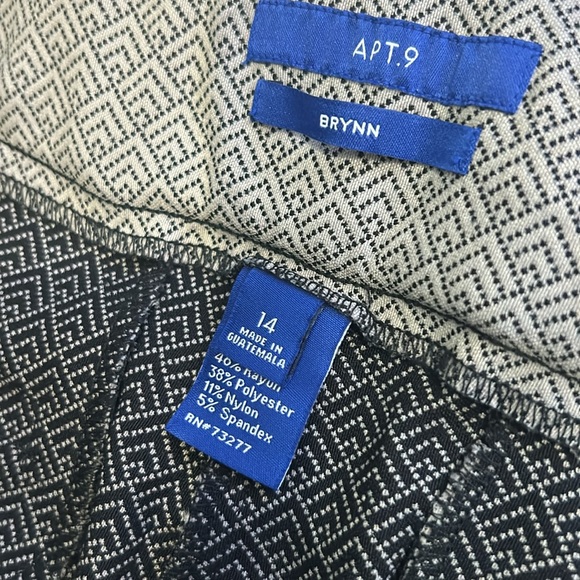 APT.9
BRYNN
14
MADE IN
GUATEMALA
40% Rayon
38% Polyester
11% Nylon
5% Spandex
RN#73277